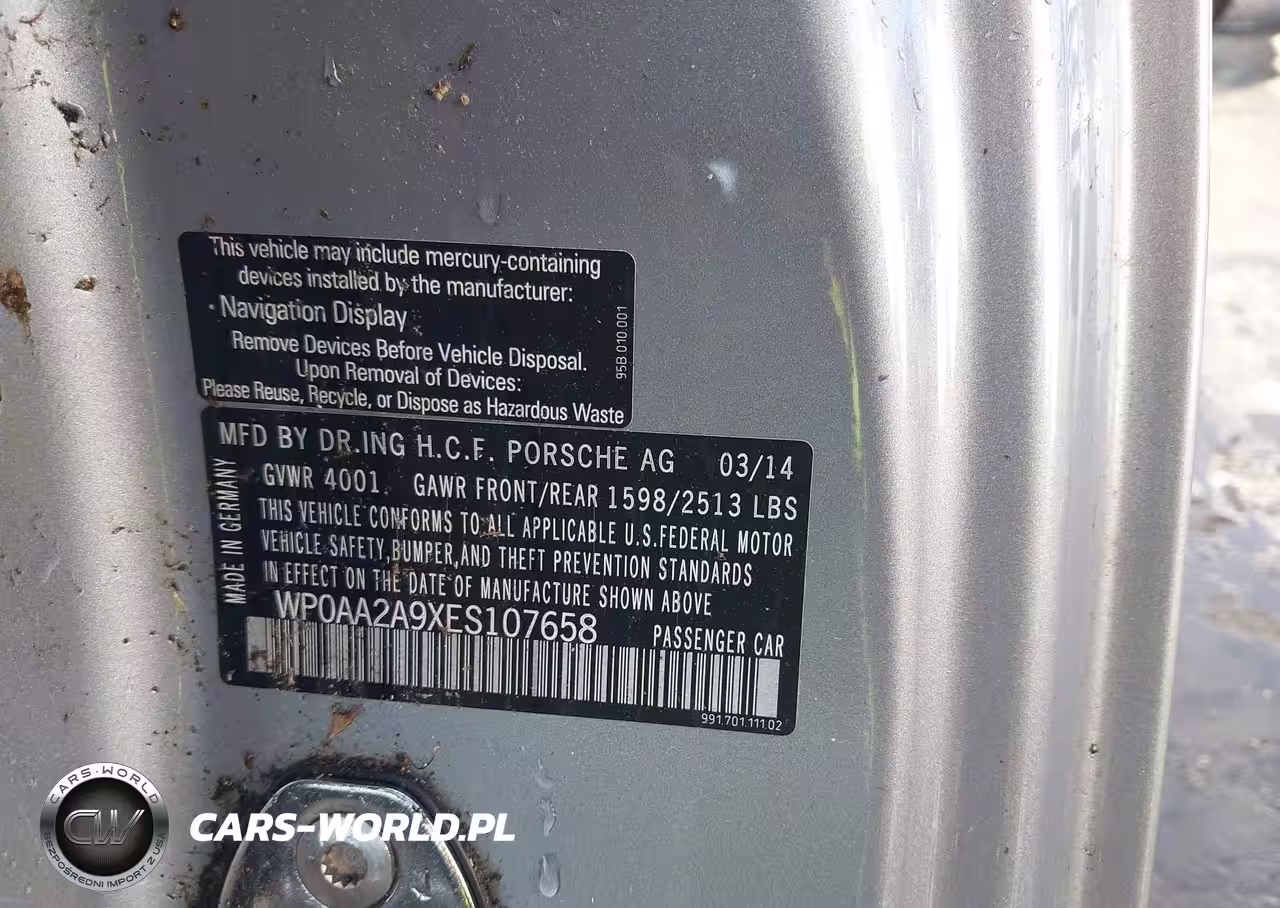 This vehicle may include mercury-containing
devices installed by the manufacturer:
· Navigation Display
Remove Devices Before Vehicle Disposal.
Upon Removal of Devices:
Please Reuse, Recycle, or Dispose as Hazardous Waste
95B 010 001
MFD BY DR.ING H.C.F. PORSCHE AG 03/14
GVWR 4001. GAWR FRONT/REAR 1598/2513 LBS
THIS VEHICLE CONFORMS TO ALL APPLICABLE U.S.FEDERAL MOTOR
VEHICLE SAFETY,BUMPER,AND THEFT PREVENTION STANDARDS
IN EFFECT ON THE DATE OF MANUFACTURE SHOWN ABOVE
MADE IN GERMANY
WP0AA2A9XES107658 PASSENGER CAR
991.701.111.02
CARS-WORLD
CW
BEZPOŚREDNI IMPORT Z USA
CARS-WORLD.PL